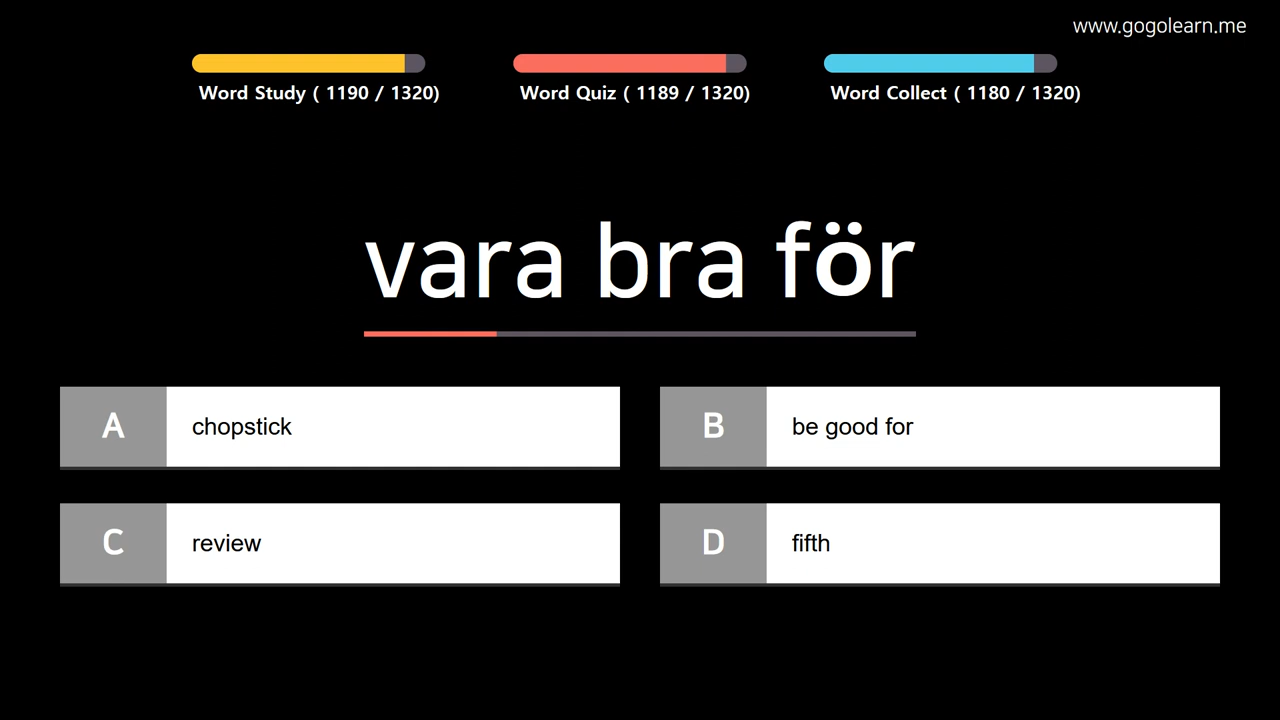 www.gogolearn.me
Word Study ( 1190 / 1320)
Word Quiz ( 1189 / 1320)
Word Collect ( 1180 / 1320)
vara bra för
A chopstick
B be good for
C review
D fifth